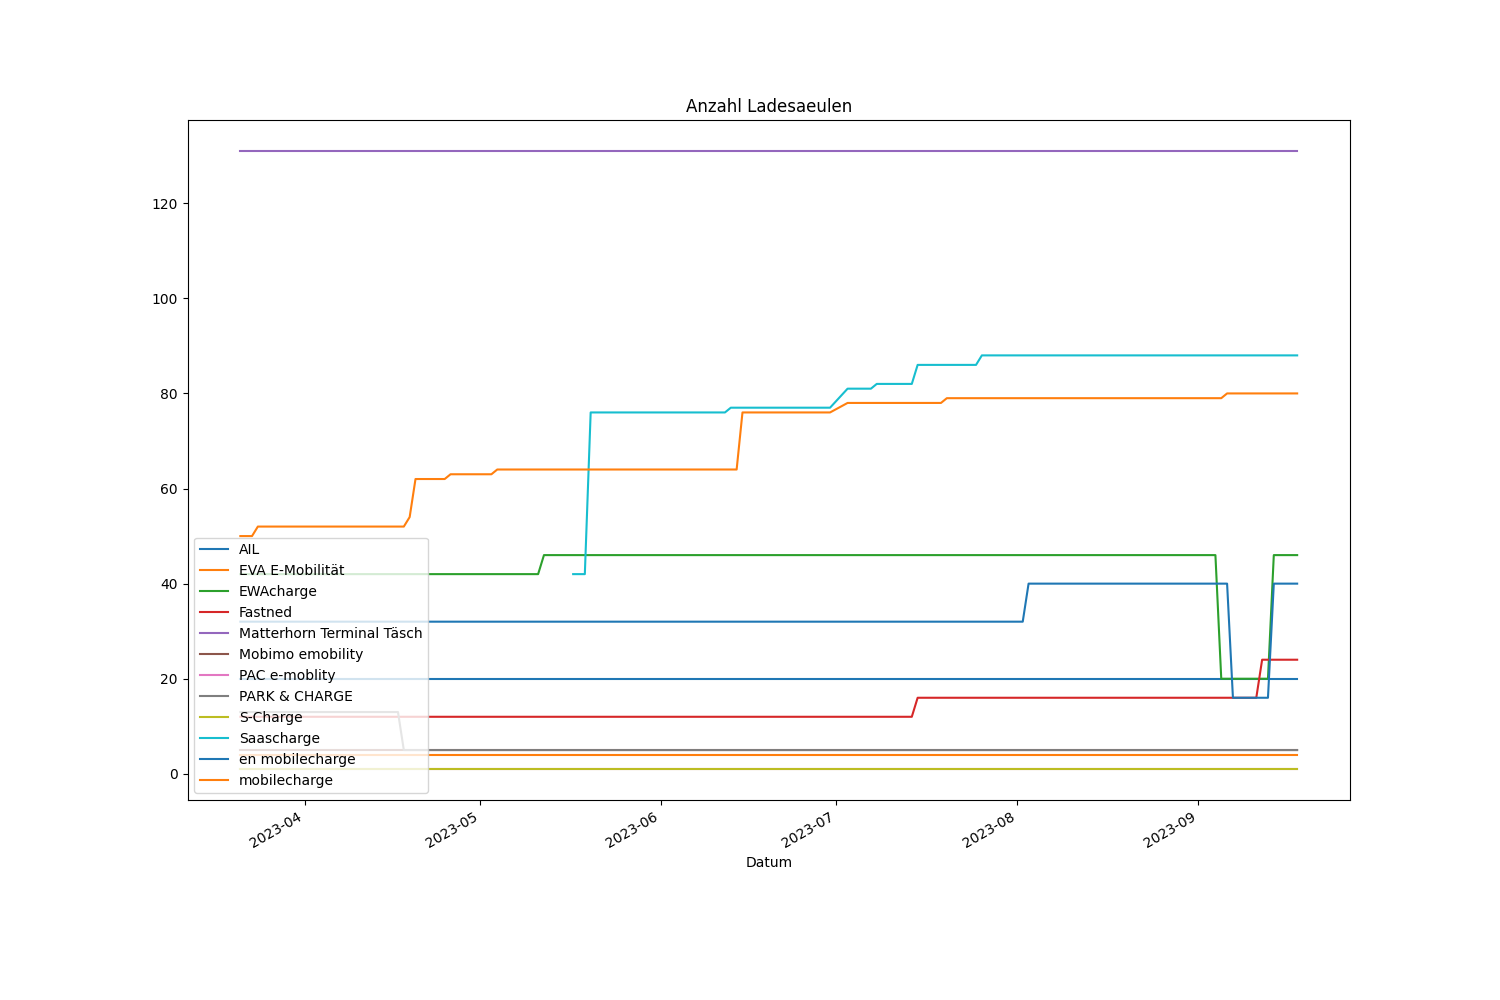 Anzahl Ladesaeulen
120
100
80
60
40
20
0
AIL
EVA E-Mobilität
EWAcharge
Fastned
Matterhorn Terminal Täsch
Mobimo emobility
PAC e-moblity
PARK & CHARGE
S-Charge
Saascharge
en mobilecharge
mobilecharge
2023-04
2023-05
2023-06
2023-07
2023-08
2023-09
Datum